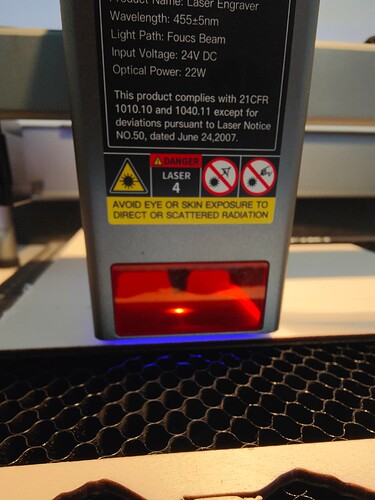 Product Name: Laser Engraver
Wavelength: 455±5nm
Light Path: Foucs Beam
Input Voltage: 24V DC
Optical Power: 22W
This product complies with 21CFR
1010.10 and 1040.11 except for
deviations pursuant to Laser Notice
NO.50, dated June 24,2007.
DANGER
LASER
4
AVOID EYE OR SKIN EXPOSURE TO
DIRECT OR SCATTERED RADIATION